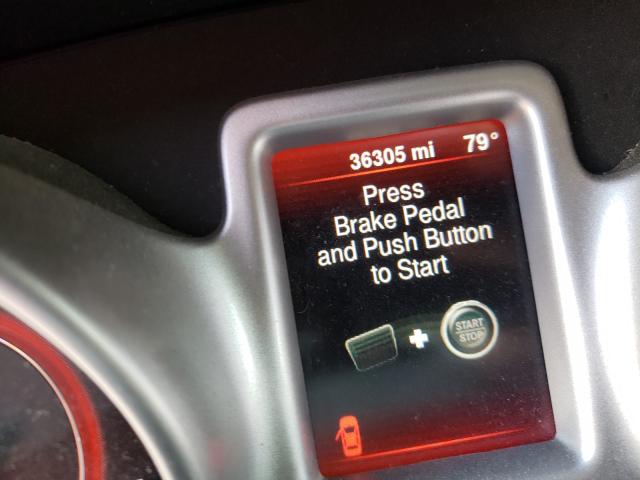 36305 mi 79°
Press
Brake Pedal
and Push Button
to Start
START
STOP